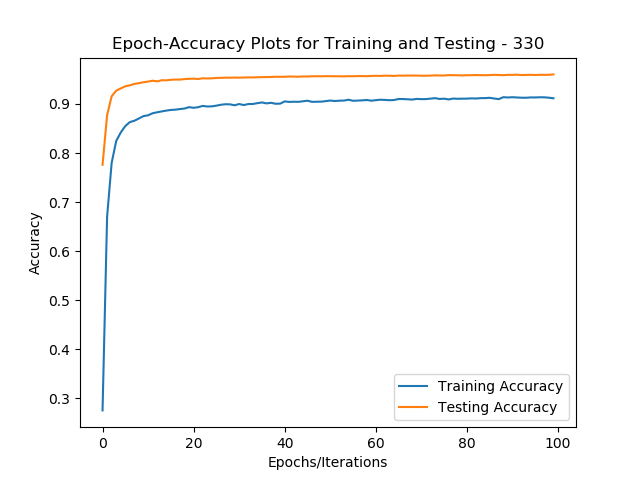 Epoch-Accuracy Plots for Training and Testing - 330
Accuracy
0.9
0.8
0.7
0.6
0.5
0.4
0.3
0 20 40 60 80 100
Epochs/Iterations
Training Accuracy
Testing Accuracy